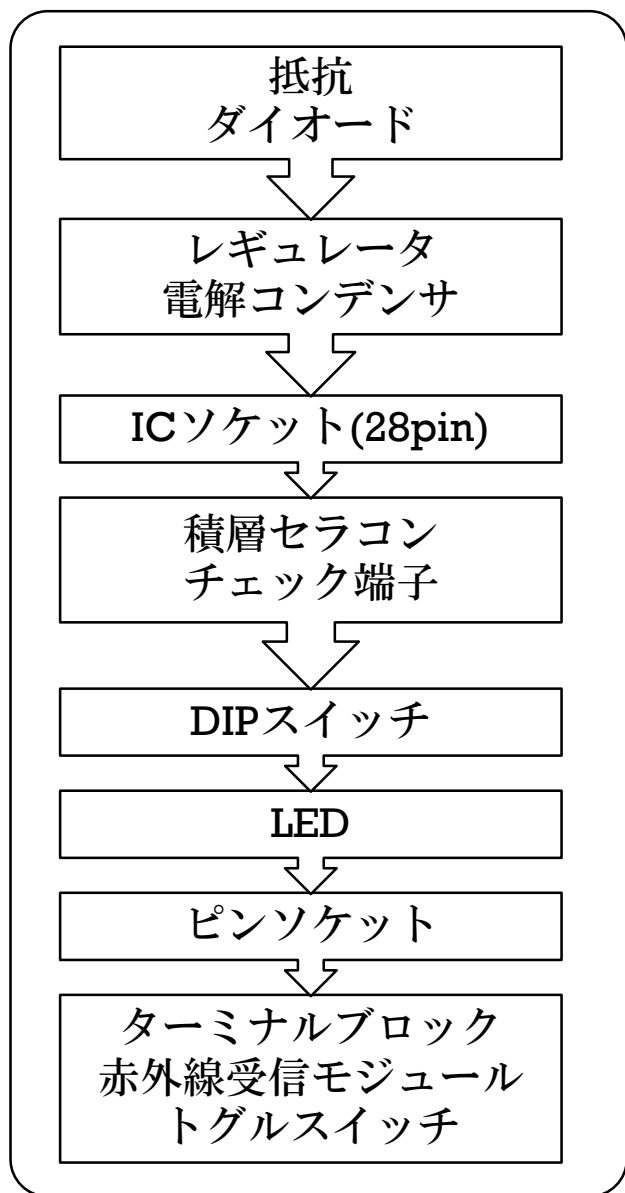 抵抗
ダイオード
レギュレータ
電解コンデンサ
ICソケット(28pin)
積層セラコン
チェック端子
DIPスイッチ
LED
ピンソケット
ターミナルブロック
赤外線受信モジュール
トグルスイッチ